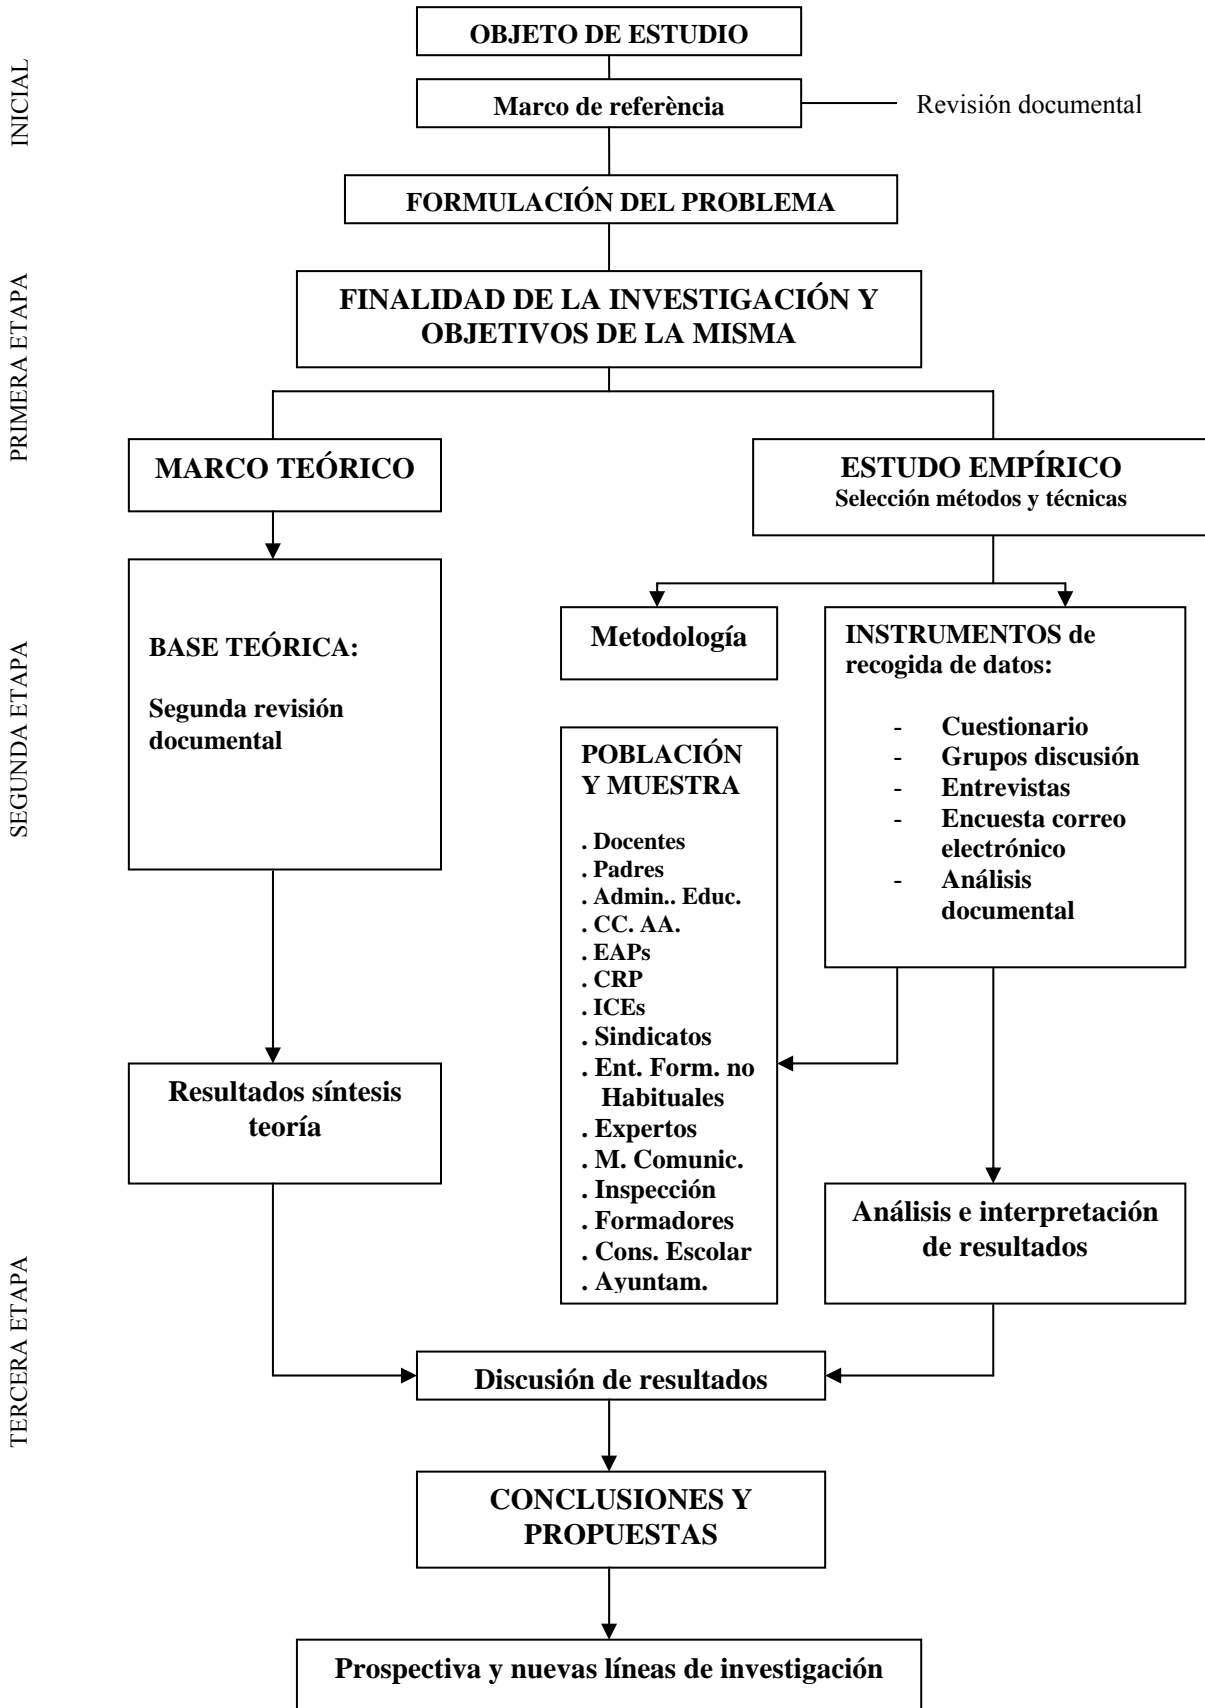 INICIAL
OBJETO DE ESTUDIO
Marco de referència
Revisión documental
FORMULACIÓN DEL PROBLEMA
PRIMERA ETAPA
FINALIDAD DE LA INVESTIGACIÓN Y
OBJETIVOS DE LA MISMA
MARCO TEÓRICO
ESTUDO EMPÍRICO
Selección métodos y técnicas
SEGUNDA ETAPA
BASE TEÓRICA:
Segunda revisión
documental
Metodología
INSTRUMENTOS de
recogida de datos:
- Cuestionario
- Grupos discusión
- Entrevistas
- Encuesta correo
electrónico
- Análisis
documental
POBLACIÓN
Y MUESTRA
. Docentes
. Padres
. Admin.. Educ.
. CC. AA.
. EAPs
. CRP
. ICEs
. Sindicatos
. Ent. Form. no
Habituales
. Expertos
. M. Comunic.
. Inspección
. Formadores
. Cons. Escolar
. Ayuntam.
Resultados síntesis
teoría
Análisis e interpretación
de resultados
TERCERA ETAPA
Discusión de resultados
CONCLUSIONES Y
PROPUESTAS
Prospectiva y nuevas líneas de investigación